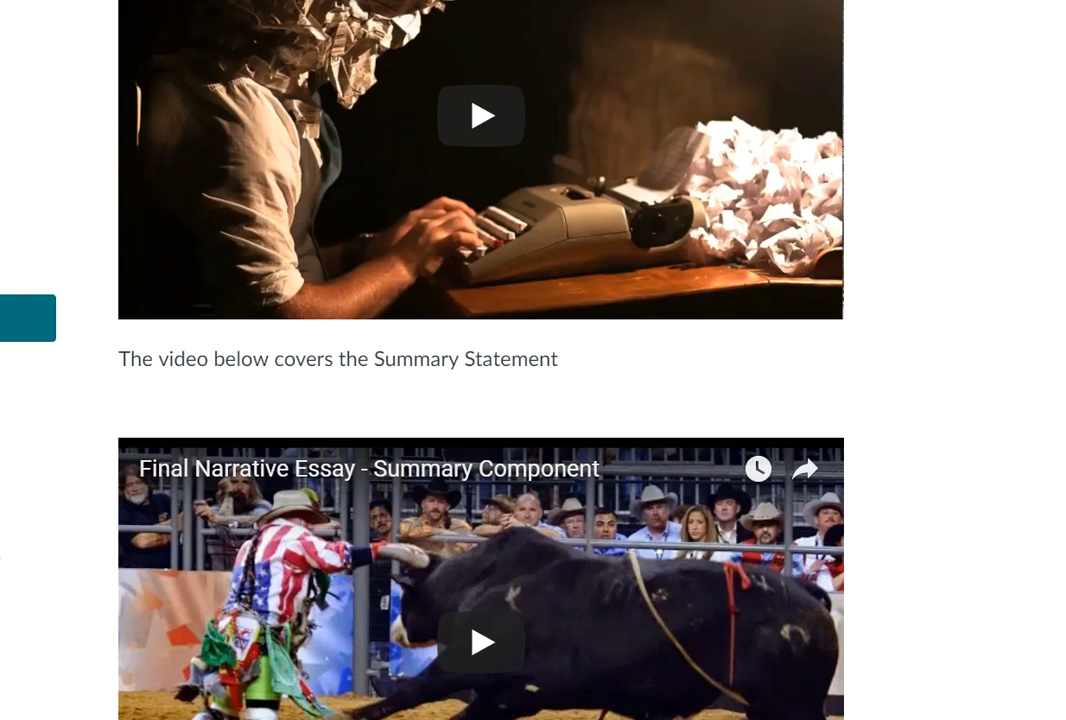 The video below covers the Summary Statement
Final Narrative Essay - Summary Component